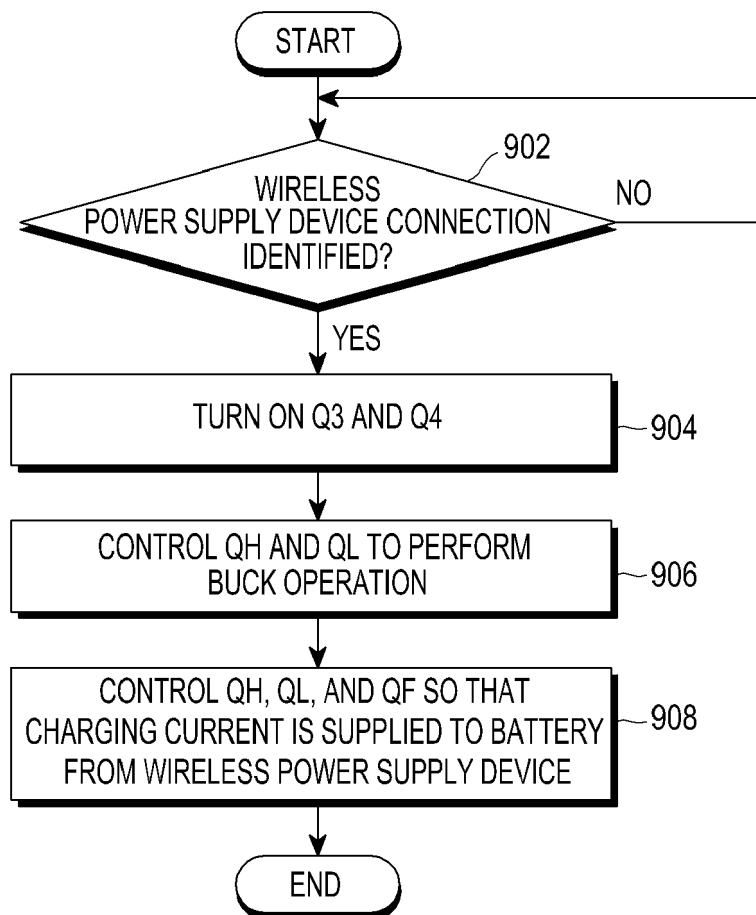 START
902
WIRELESS
POWER SUPPLY DEVICE CONNECTION
IDENTIFIED?
NO
YES
TURN ON Q3 AND Q4
904
CONTROL QH AND QL TO PERFORM
BUCK OPERATION
906
CONTROL QH, QL, AND QF SO THAT
CHARGING CURRENT IS SUPPLIED TO BATTERY
FROM WIRELESS POWER SUPPLY DEVICE
908
END